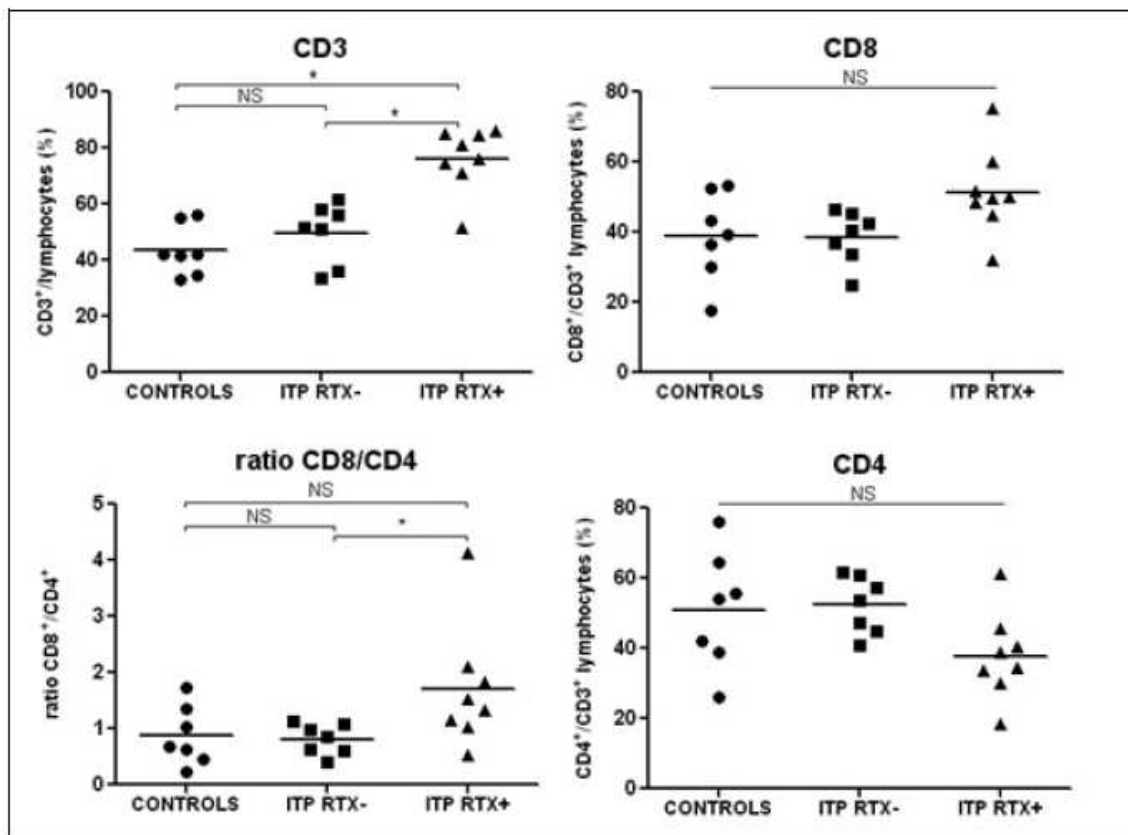 CD3
*
NS
*
100
80
60
40
20
0
CD3⁺/lymphocytes (%)
CONTROLS ITP RTX- ITP RTX+
CD8
NS
80
60
40
20
0
CD8⁺/CD3⁺ lymphocytes (%)
CONTROLS ITP RTX- ITP RTX+
ratio CD8/CD4
NS
NS
*
5
4
3
2
1
0
ratio CD8⁺/CD4⁺
CONTROLS ITP RTX- ITP RTX+
CD4
NS
80
60
40
20
0
CD4⁺/CD3⁺ lymphocytes (%)
CONTROLS ITP RTX- ITP RTX+